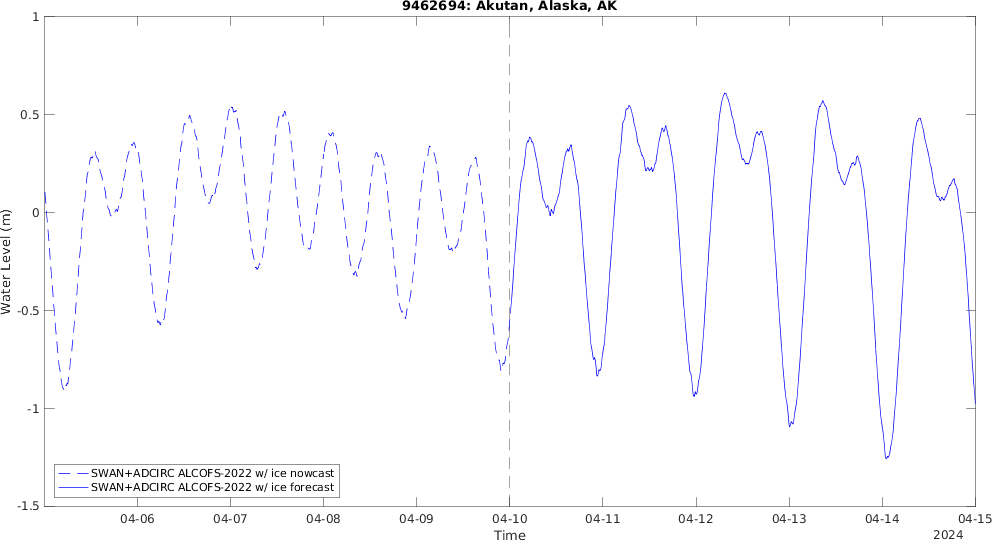 9462694: Akutan, Alaska, AK
1
0.5
0
-0.5
-1
-1.5
Water Level (m)
SWAN+ADCIRC ALCOFS-2022 w/ ice nowcast
SWAN+ADCIRC ALCOFS-2022 w/ ice forecast
04-06 04-07 04-08 04-09 04-10 04-11 04-12 04-13 04-14 04-15
Time
2024